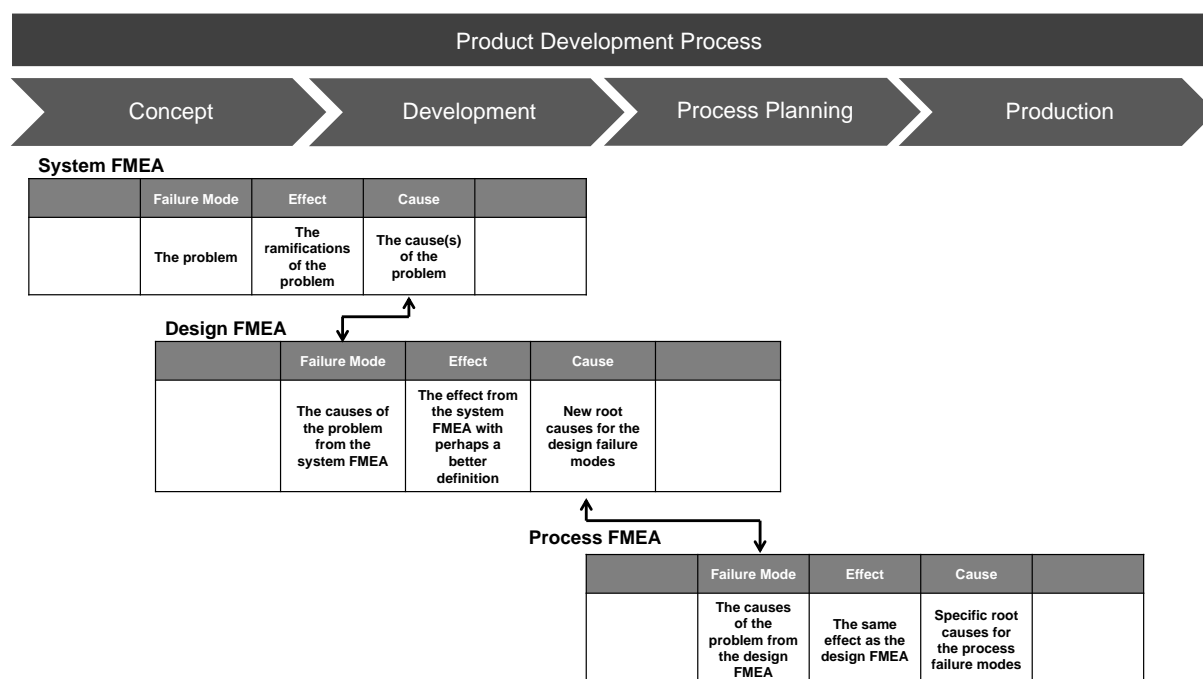 Product Development Process
Concept
Development
Process Planning
Production
System FMEA
Failure Mode
Effect
Cause
The problem
The
ramifications
of the
problem
The cause(s)
of the
problem
Design FMEA
Failure Mode
Effect
Cause
The causes of
the problem
from the
system FMEA
The effect from
the system
FMEA with
perhaps a
better
definition
New root
causes for the
design failure
modes
Process FMEA
Failure Mode
Effect
Cause
The causes
of the
problem from
the design
FMEA
The same
effect as the
design FMEA
Specific root
causes for
the process
failure modes